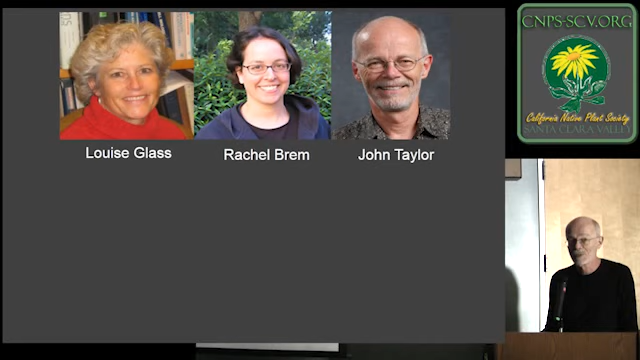 Louise Glass
Rachel Brem
John Taylor
CNPS-SCV.ORG
California Native Plant Society
SANTA CLARA VALLEY